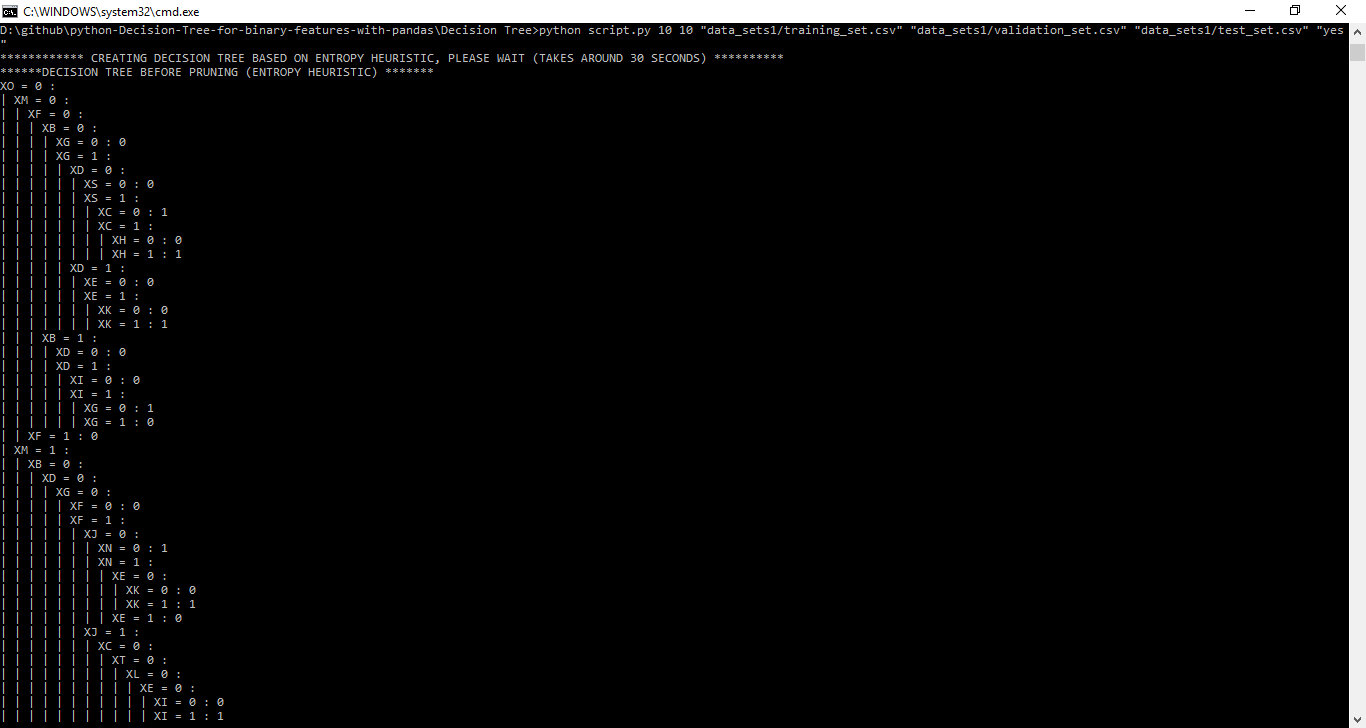 C:\WINDOWS\system32\cmd.exe
D:\github\python-Decision-Tree-for-binary-features-with-pandas\Decision Tree>python script.py 10 10 "data_sets1/training_set.csv" "data_sets1/validation_set.csv" "data_sets1/test_set.csv" "yes
"
************ CREATING DECISION TREE BASED ON ENTROPY HEURISTIC, PLEASE WAIT (TAKES AROUND 30 SECONDS) **********
******DECISION TREE BEFORE PRUNING (ENTROPY HEURISTIC) *******
XO = 0 :
| XM = 0 :
| | XF = 0 :
| | | XB = 0 :
| | | | XG = 0 : 0
| | | | XG = 1 :
| | | | | XD = 0 :
| | | | | | XS = 0 : 0
| | | | | | XS = 1 :
| | | | | | | XC = 0 : 1
| | | | | | | XC = 1 :
| | | | | | | | XH = 0 : 0
| | | | | | | | XH = 1 : 1
| | | | | XD = 1 :
| | | | | | XE = 0 : 0
| | | | | | XE = 1 :
| | | | | | | XK = 0 : 0
| | | | | | | XK = 1 : 1
| | | XB = 1 :
| | | | XD = 0 : 0
| | | | XD = 1 :
| | | | | XI = 0 : 0
| | | | | XI = 1 :
| | | | | | XG = 0 : 1
| | | | | | XG = 1 : 0
| | XF = 1 : 0
| XM = 1 :
| | XB = 0 :
| | | XD = 0 :
| | | | XG = 0 :
| | | | | XF = 0 : 0
| | | | | XF = 1 :
| | | | | | XJ = 0 :
| | | | | | | XN = 0 : 1
| | | | | | | XN = 1 :
| | | | | | | | XE = 0 :
| | | | | | | | | XK = 0 : 0
| | | | | | | | | XK = 1 : 1
| | | | | | | | XE = 1 : 0
| | | | | | XJ = 1 :
| | | | | | | XC = 0 :
| | | | | | | | XT = 0 :
| | | | | | | | | XL = 0 :
| | | | | | | | | | XE = 0 :
| | | | | | | | | | | XI = 0 : 0
| | | | | | | | | | | XI = 1 : 1